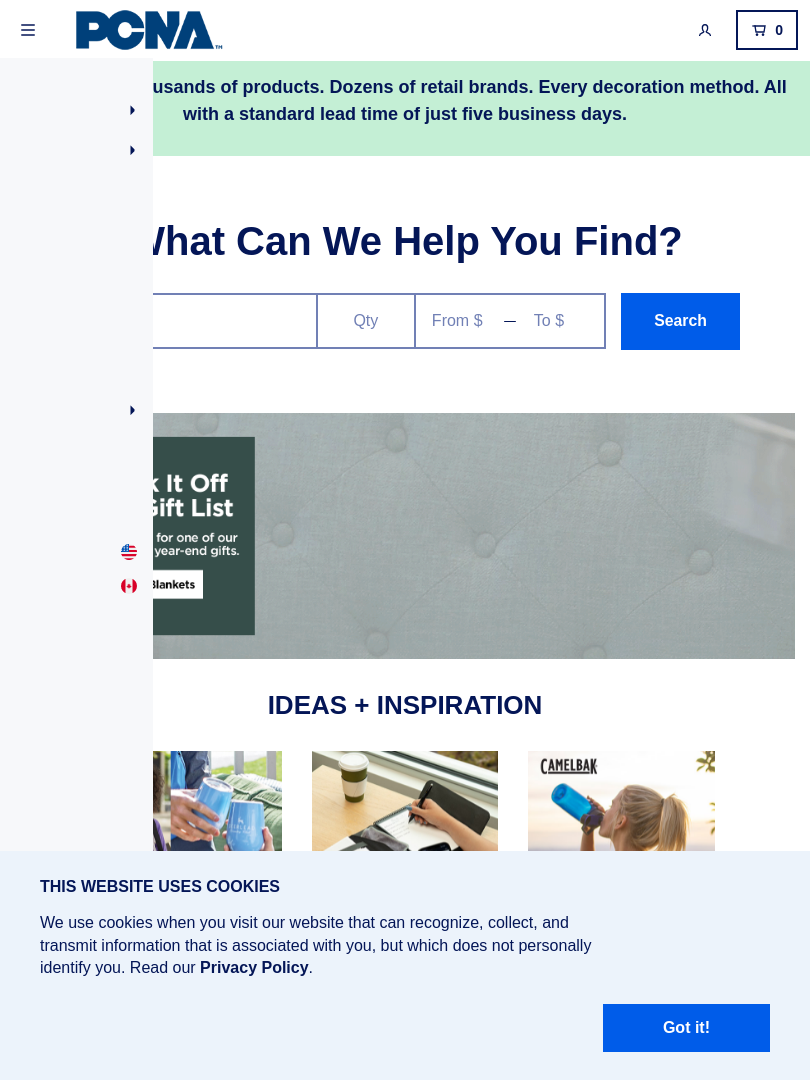 PCNA™
0
usands of products. Dozens of retail brands. Every decoration method. All
with a standard lead time of just five business days.
What Can We Help You Find?
Qty
From $ — To $
Search
k It Off
Gift List
for one of our
year-end gifts.
Blankets
IDEAS + INSPIRATION
CAMELBAK
THIS WEBSITE USES COOKIES
We use cookies when you visit our website that can recognize, collect, and
transmit information that is associated with you, but which does not personally
identify you. Read our Privacy Policy.
Got it!